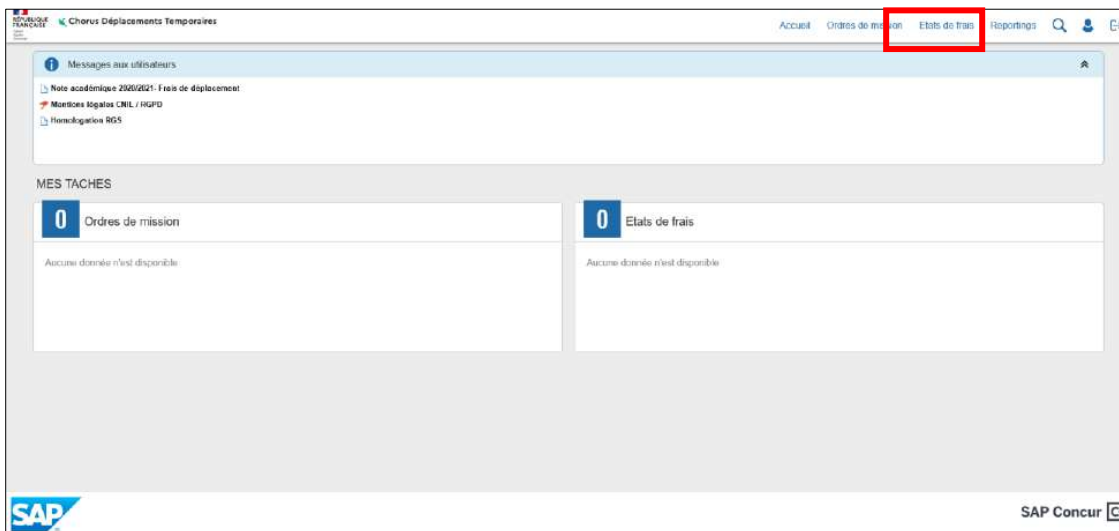 RÉPUBLIQUE
FRANÇAISE
Chorus Déplacements Temporaires
Accueil Ordres de mission Etats de frais Reportings
Messages aux utilisateurs
Note académique 2020/2021- Frais de déplacement
Mentions légales CNIL / RGPD
Homologation RGS
MES TACHES
0 Ordres de mission
Aucune donnée n'est disponible
0 Etats de frais
Aucune donnée n'est disponible
SAP
SAP Concur C